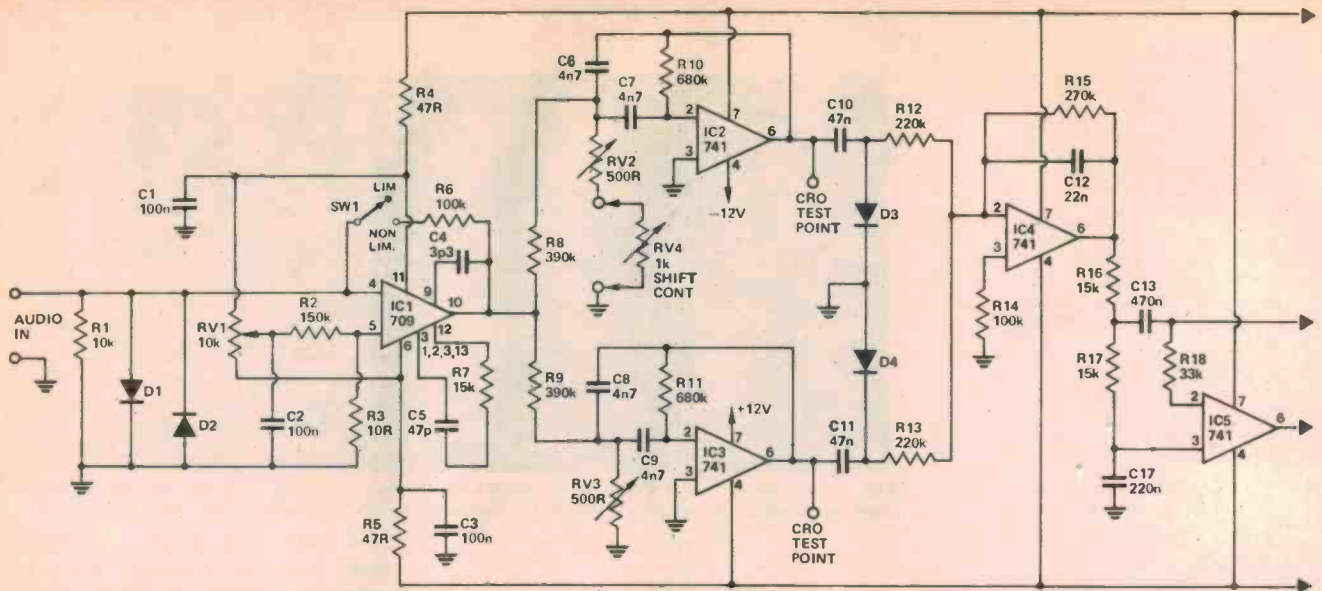 AUDIO
IN
R1
10k
D1
D2
C1
100n
RV1
10k
R2
150k
C2
100n
R3
10R
SW1
LIM
NON
LIM.
R4
47R
R6
100k
C4
3p3
4
5
11
9
10
12
6
3
1,2,3,13
IC1
709
C5
47p
R7
15k
R5
47R
C3
100n
R8
390k
R9
390k
C6
4n7
C7
4n7
R10
680k
RV2
500R
RV4
1k
SHIFT
CONT
2
3
7
6
4
IC2
741
-12V
C8
4n7
R11
680k
C9
4n7
RV3
500R
+12V
2
3
7
6
4
IC3
741
C10
47n
R12
220k
CRO
TEST
POINT
D3
D4
C11
47n
R13
220k
CRO
TEST
POINT
R15
270k
C12
22n
2
3
7
6
4
IC4
741
R14
100k
R16
15k
C13
470n
R17
15k
R18
33k
2
3
7
6
4
IC5
741
C17
220n